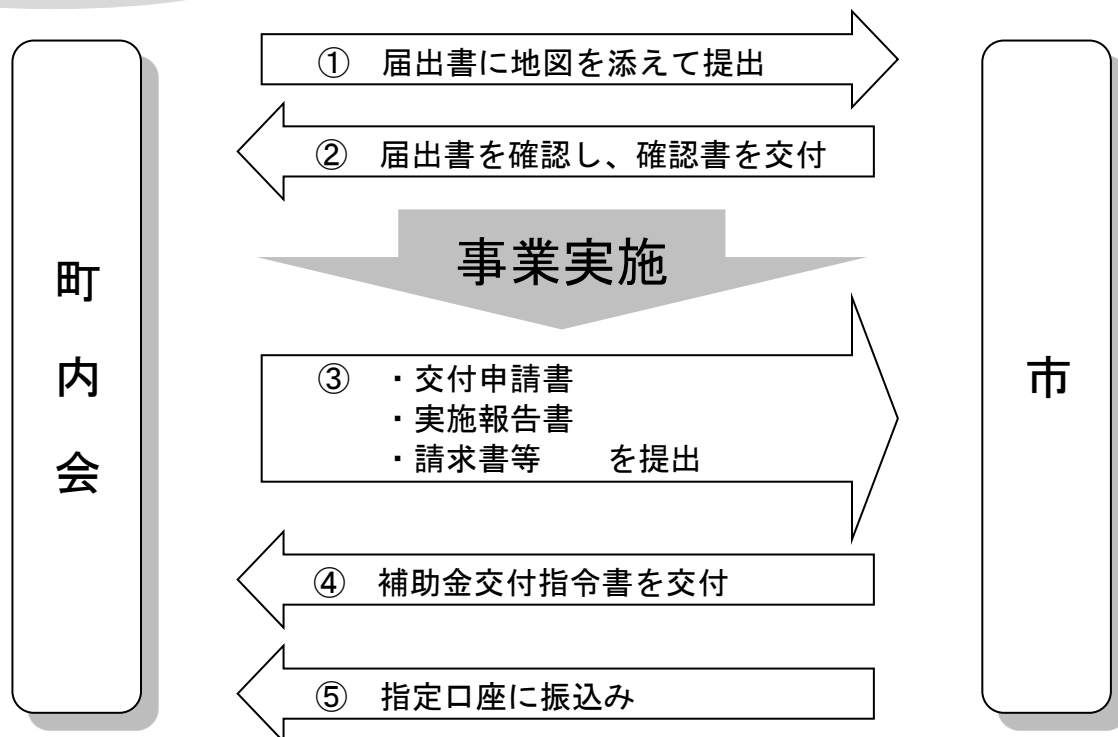 ① 届出書に地図を添えて提出
② 届出書を確認し、確認書を交付
事業実施
町内会
市
③ ・交付申請書
・実施報告書
・請求書等 を提出
④ 補助金交付指令書を交付
⑤ 指定口座に振込み